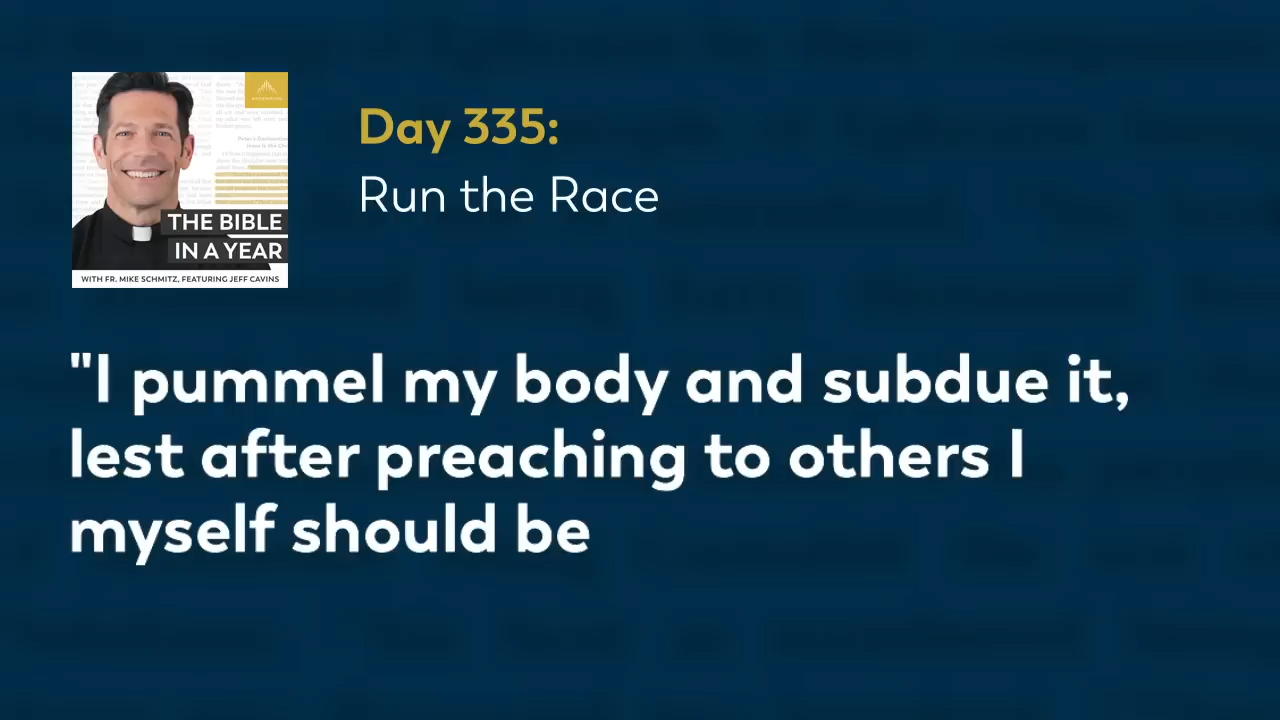 Day 335:
Run the Race
THE BIBLE
IN A YEAR
WITH FR. MIKE SCHMITZ, FEATURING JEFF CAVINS
"I pummel my body and subdue it,
lest after preaching to others I
myself should be